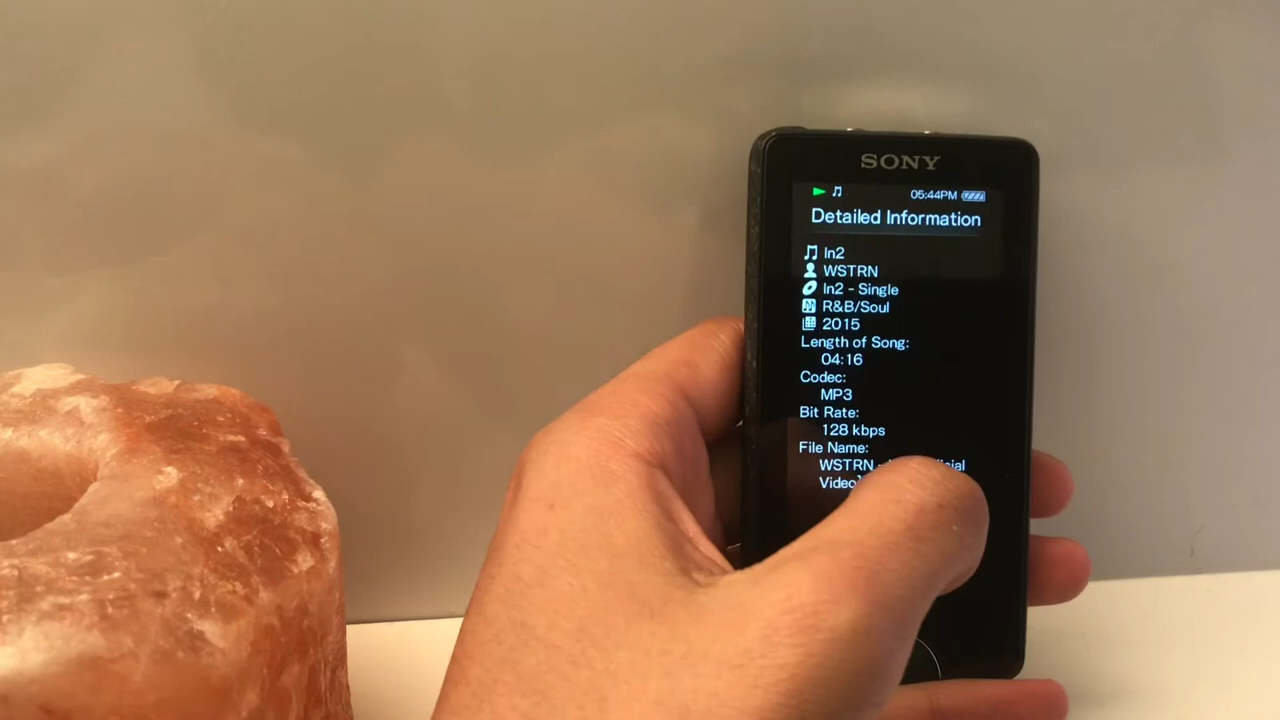 SONY
05:44PM
Detailed Information
In2
WSTRN
In2 - Single
R&B/Soul
2015
Length of Song:
04:16
Codec:
MP3
Bit Rate:
128 kbps
File Name:
WSTRN -
Video